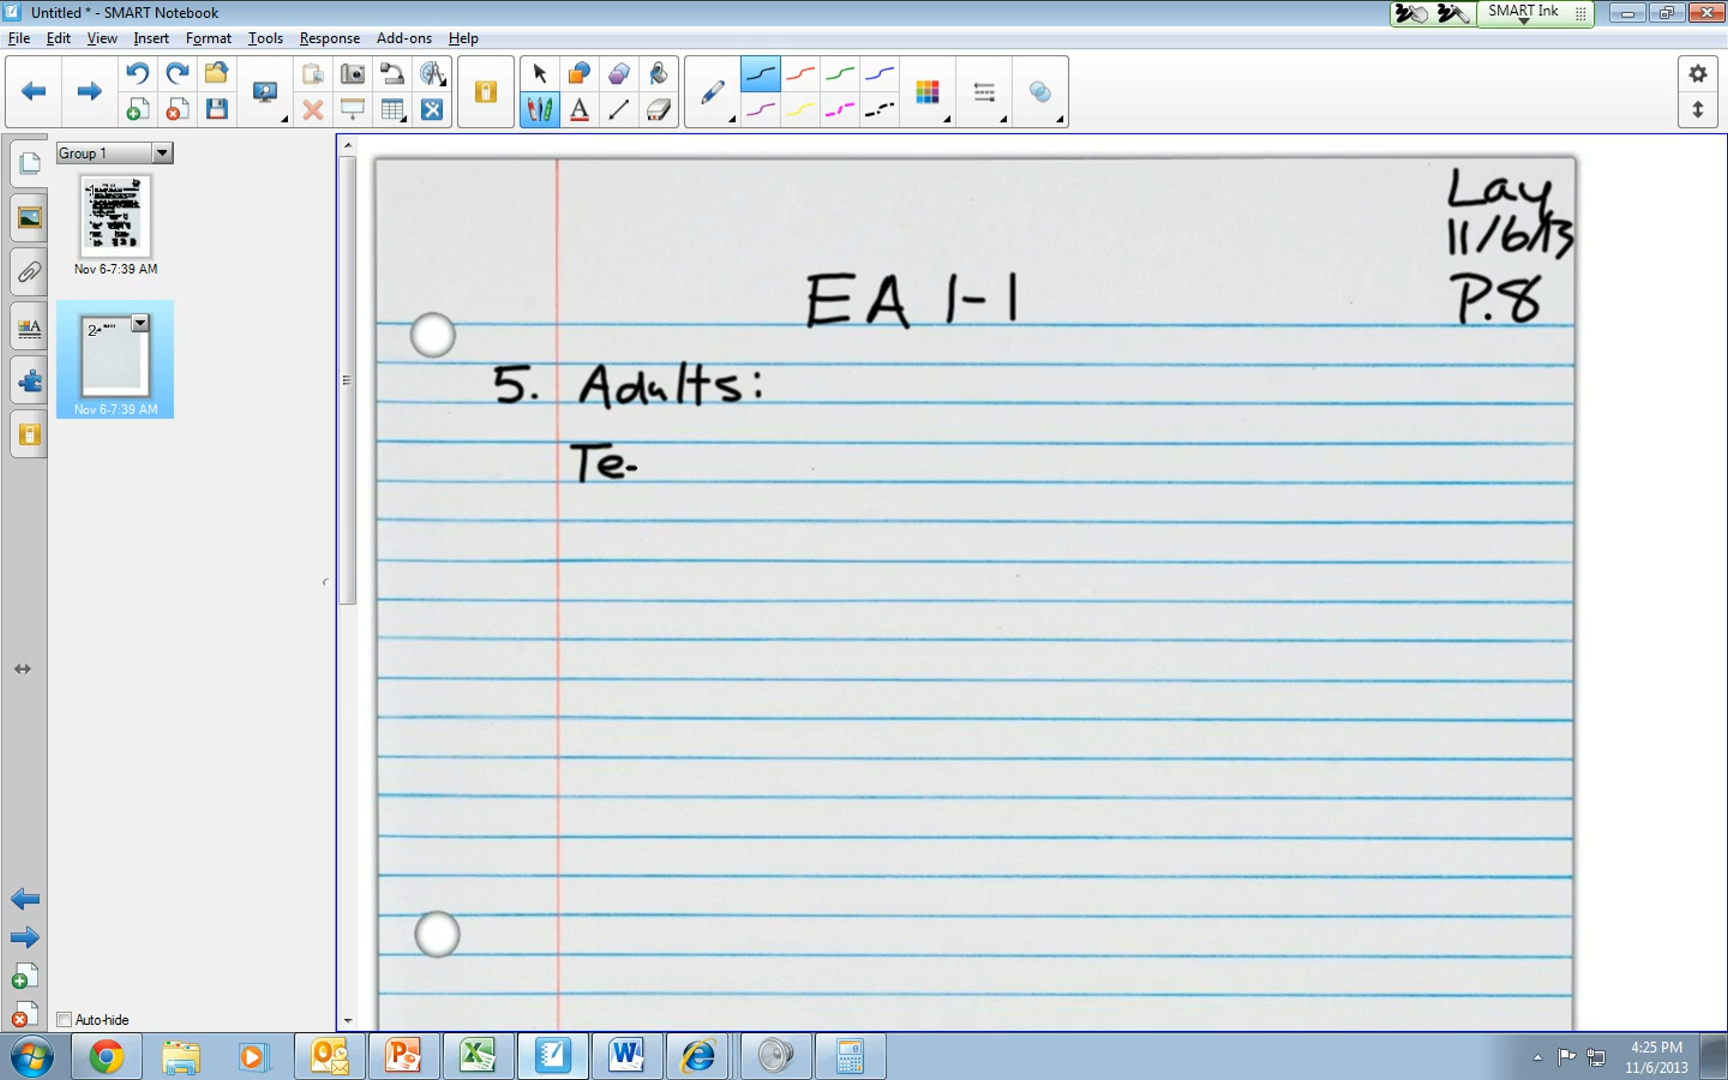 Untitled * - SMART Notebook
SMART Ink
File Edit View Insert Format Tools Response Add-ons Help
Group 1
Nov 6-7:39 AM
Nov 6-7:39 AM
Lay
11/6/13
P.8
EA 1-1
5. Adults:
Te-
Auto-hide
4:25 PM
11/6/2013